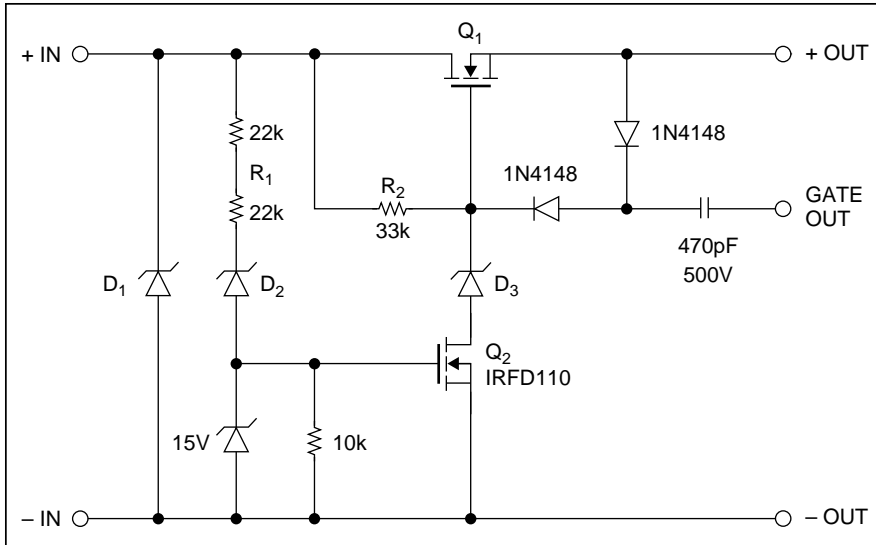 Q1
+ IN
+ OUT
22k
1N4148
R1
1N4148
R2
22k
33k
GATE
OUT
470pF
500V
D1
D2
D3
Q2
IRFD110
15V
10k
– IN
– OUT